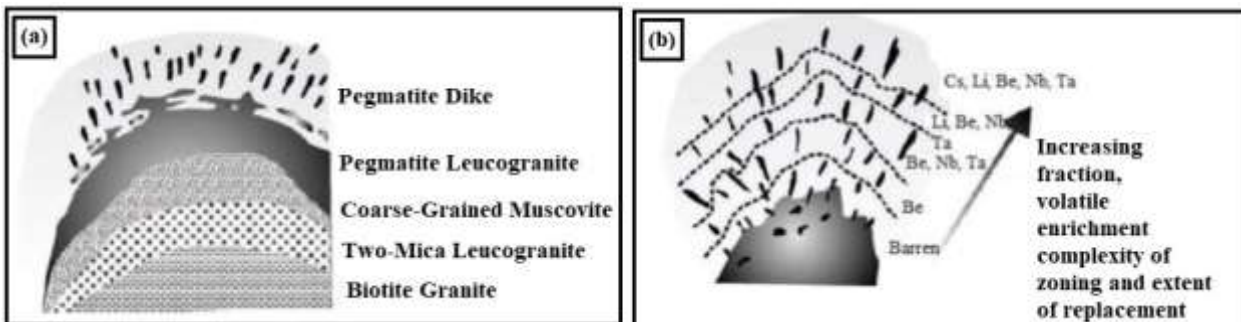 (a)
Pegmatite Dike
Pegmatite Leucogranite
Coarse-Grained Muscovite
Two-Mica Leucogranite
Biotite Granite
(b)
Cs, Li, Be, Nb, Ta
Li, Be, Nb
Ta
Be, Nb, Ta
Be
Barren
Increasing
fraction,
volatile
enrichment
complexity of
zoning and extent
of replacement